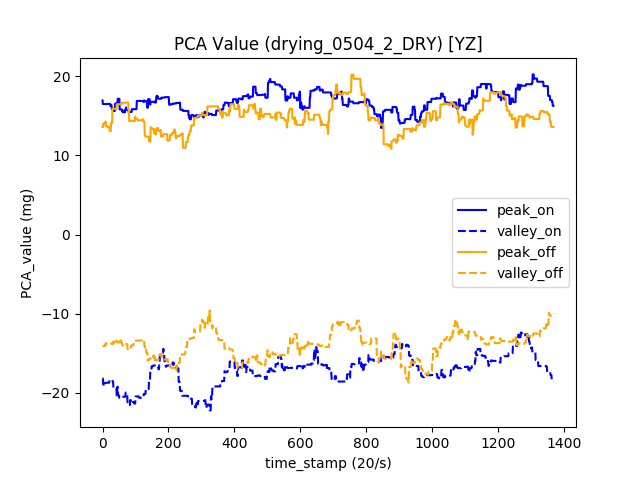 PCA Value (drying_0504_2_DRY) [YZ]
PCA_value (mg)
20
10
0
−10
−20
peak_on
valley_on
peak_off
valley_off
0 200 400 600 800 1000 1200 1400
time_stamp (20/s)